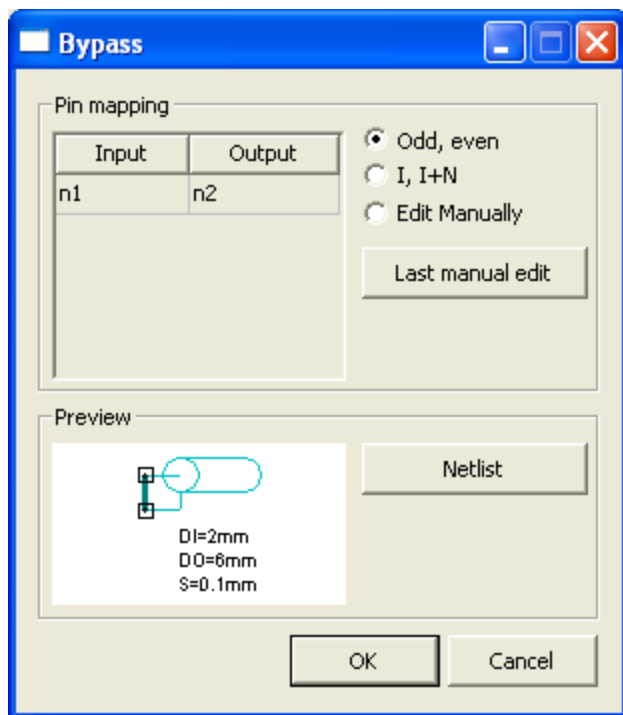 Bypass
Pin mapping
Input Output
n1 n2
Odd, even
I, I+N
Edit Manually
Last manual edit
Preview
DI=2mm
DO=6mm
S=0.1mm
Netlist
OK Cancel